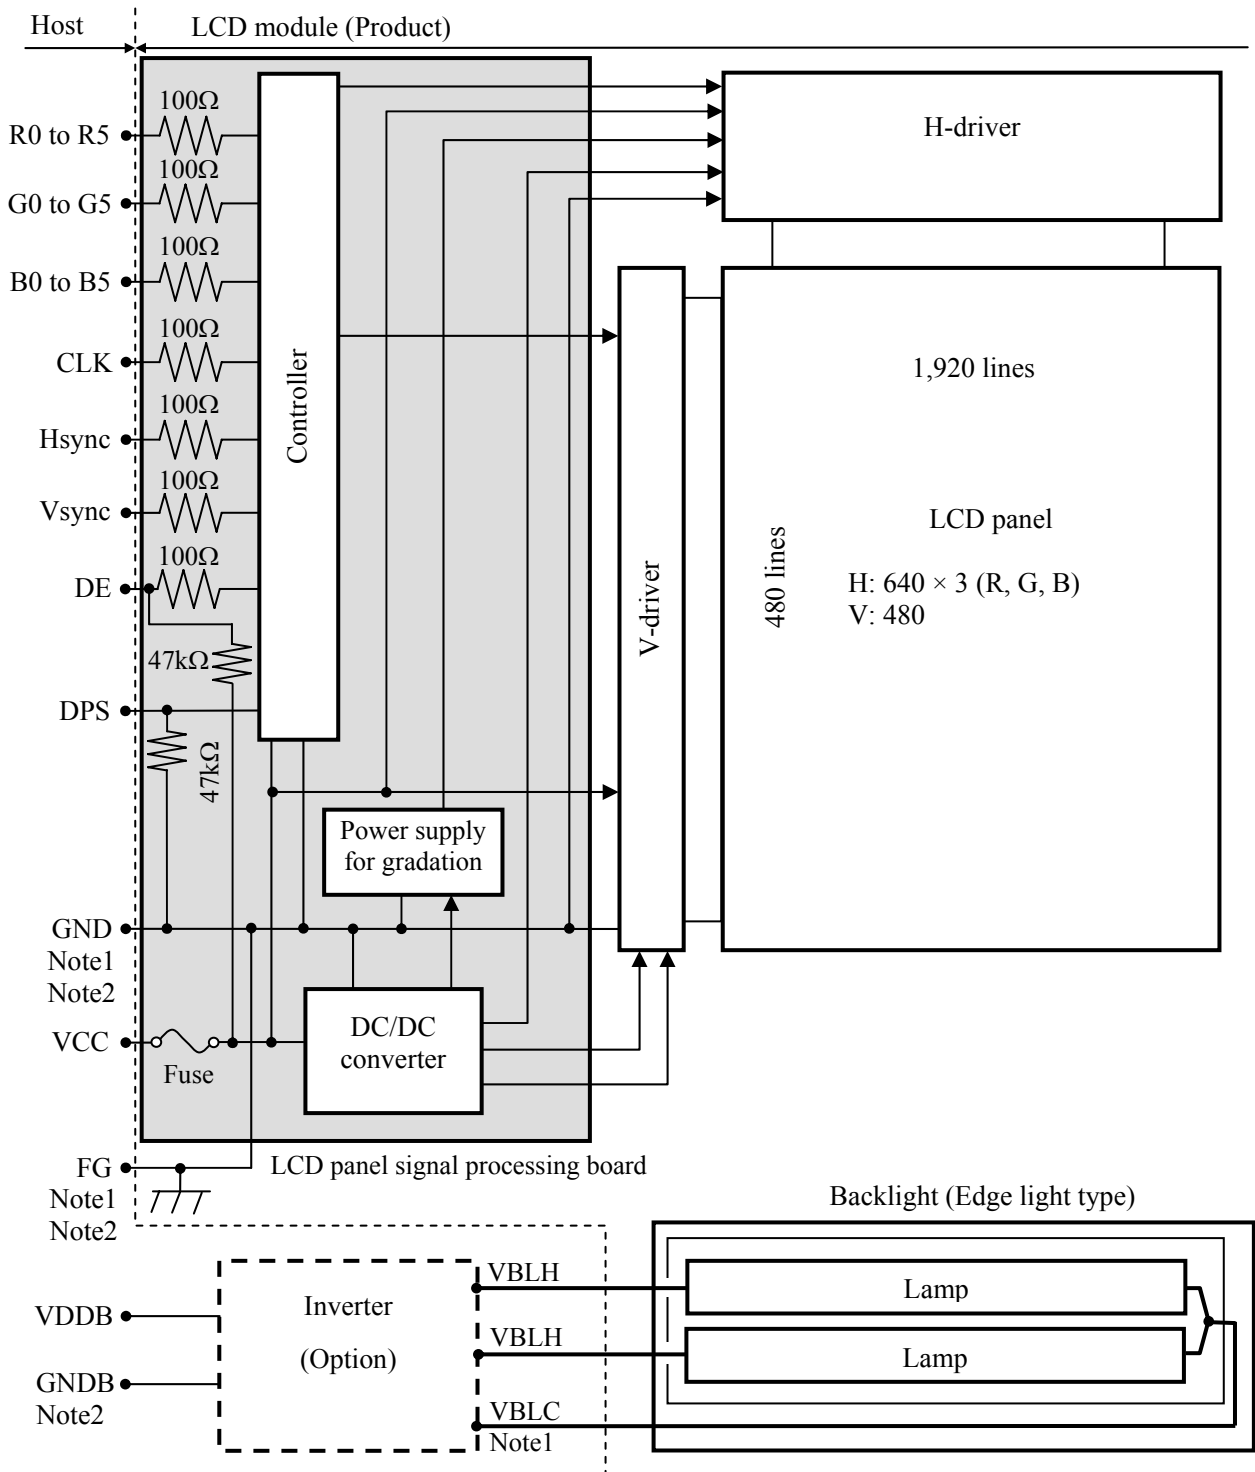 Host
LCD module (Product)
100Ω
R0 to R5
H-driver
100Ω
G0 to G5
100Ω
B0 to B5
100Ω
CLK
1,920 lines
Controller
100Ω
Hsync
100Ω
Vsync
LCD panel
100Ω
DE
480 lines
H: 640 × 3 (R, G, B)
V: 480
V-driver
47kΩ
DPS
47kΩ
Power supply
for gradation
GND
Note1
Note2
VCC
Fuse
DC/DC
converter
FG
Note1
Note2
LCD panel signal processing board
Backlight (Edge light type)
VBLH
Lamp
Inverter
(Option)
VDDB
VBLH
Lamp
GNDB
Note2
VBLC
Note1